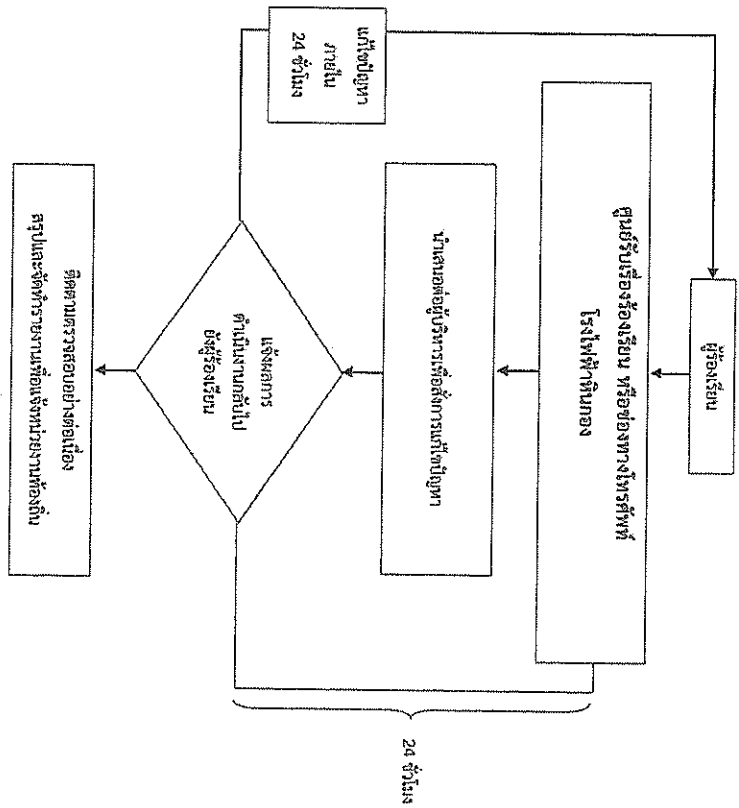 ผู้ร้องเรียน
ศูนย์รับเรื่องร้องเรียน หรือช่องทางโทรศัพท์
โรงไฟฟ้าหินกอง
นำเสนอต่อผู้บริหารเพื่อสั่งการแก้ไขปัญหา
แจ้งผลการ
ดำเนินงานกลับไป
ยังผู้ร้องเรียน
ติดตามตรวจสอบอย่างต่อเนื่อง
สรุปและจัดทำรายงานเพื่อแจ้งหน่วยงานท้องถิ่น
แก้ไขปัญหา
ภายใน
24 ชั่วโมง
24 ชั่วโมง